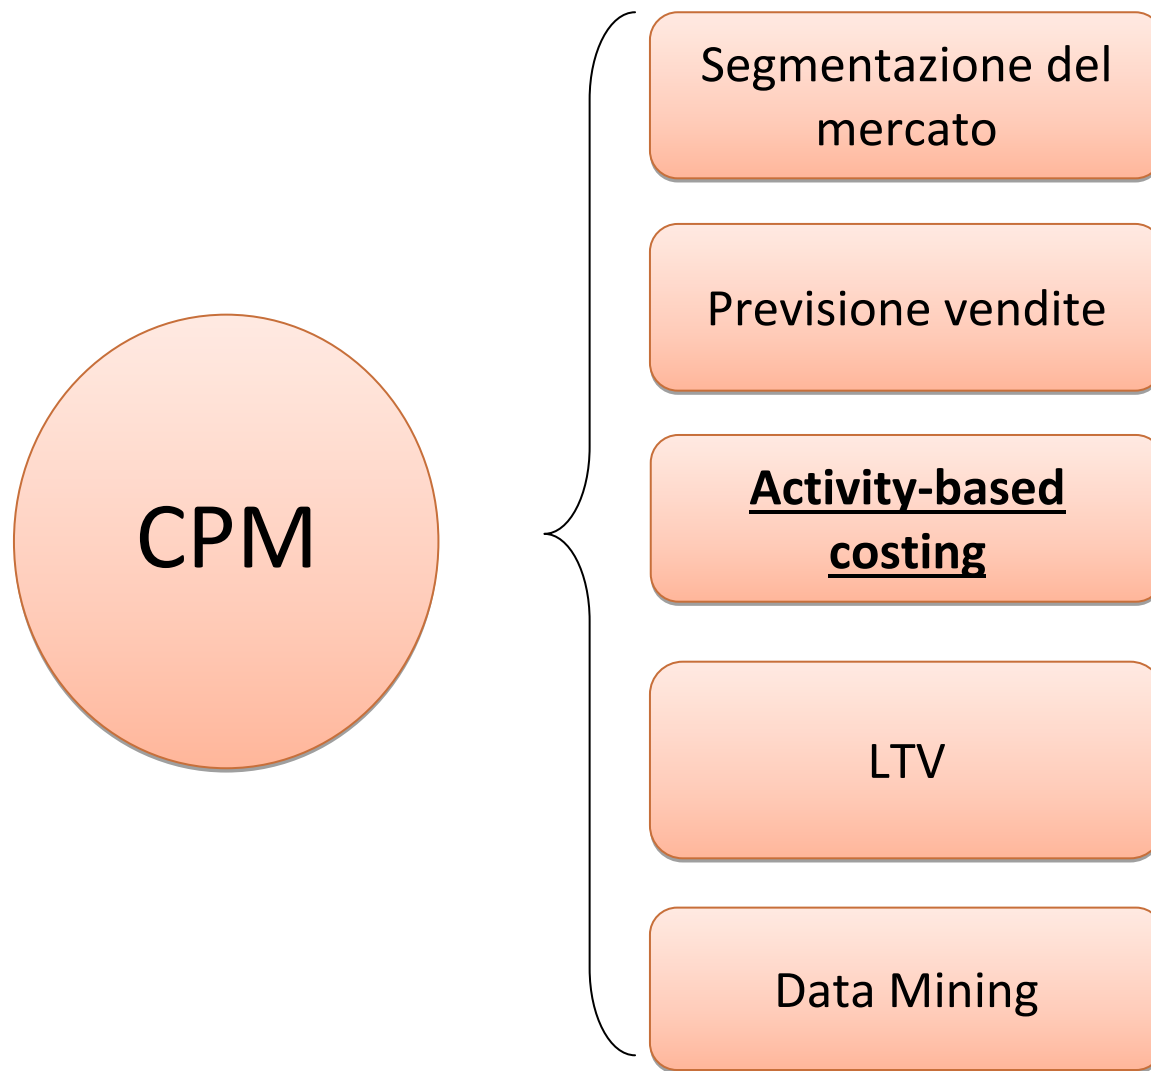 CPM
Segmentazione del
mercato
Previsione vendite
Activity-based
costing
LTV
Data Mining